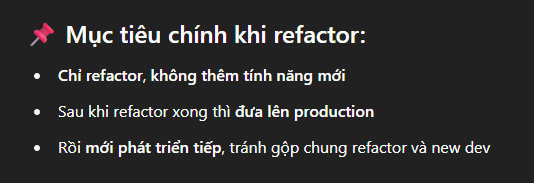 📌 Mục tiêu chính khi refactor:
• Chỉ refactor, không thêm tính năng mới
• Sau khi refactor xong thì đưa lên production
• Rồi mới phát triển tiếp, tránh gộp chung refactor và new dev